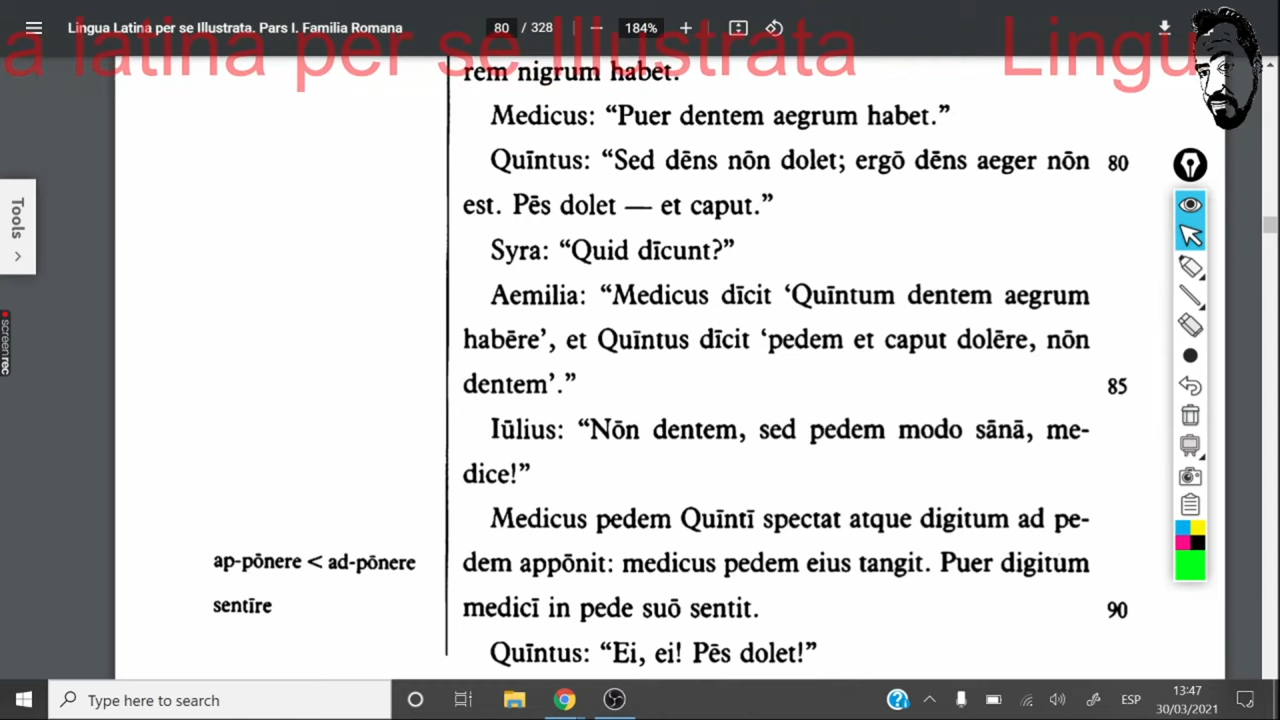 Lingua Latina per se Illustrata. Pars I. Familia Romana
80 / 328
184%
a latina per se Illustrata Lingu
rem nigrum habet.
Medicus: “Puer dentem aegrum habet.”
Quīntus: “Sed dēns nōn dolet; ergō dēns aeger nōn 80
est. Pēs dolet — et caput.”
Syra: “Quid dīcunt?”
Aemilia: “Medicus dīcit ‘Quīntum dentem aegrum
habēre’, et Quīntus dīcit ‘pedem et caput dolēre, nōn
dentem’.” 85
Iūlius: “Nōn dentem, sed pedem modo sānā, me-
dice!”
Medicus pedem Quīntī spectat atque digitum ad pe-
dem appōnit: medicus pedem eius tangit. Puer digitum
medicī in pede suō sentit. 90
Quīntus: “Ei, ei! Pēs dolet!”
ap-pōnere < ad-pōnere
sentīre
Tools
screenrec
Type here to search
ESP
13:47
30/03/2021